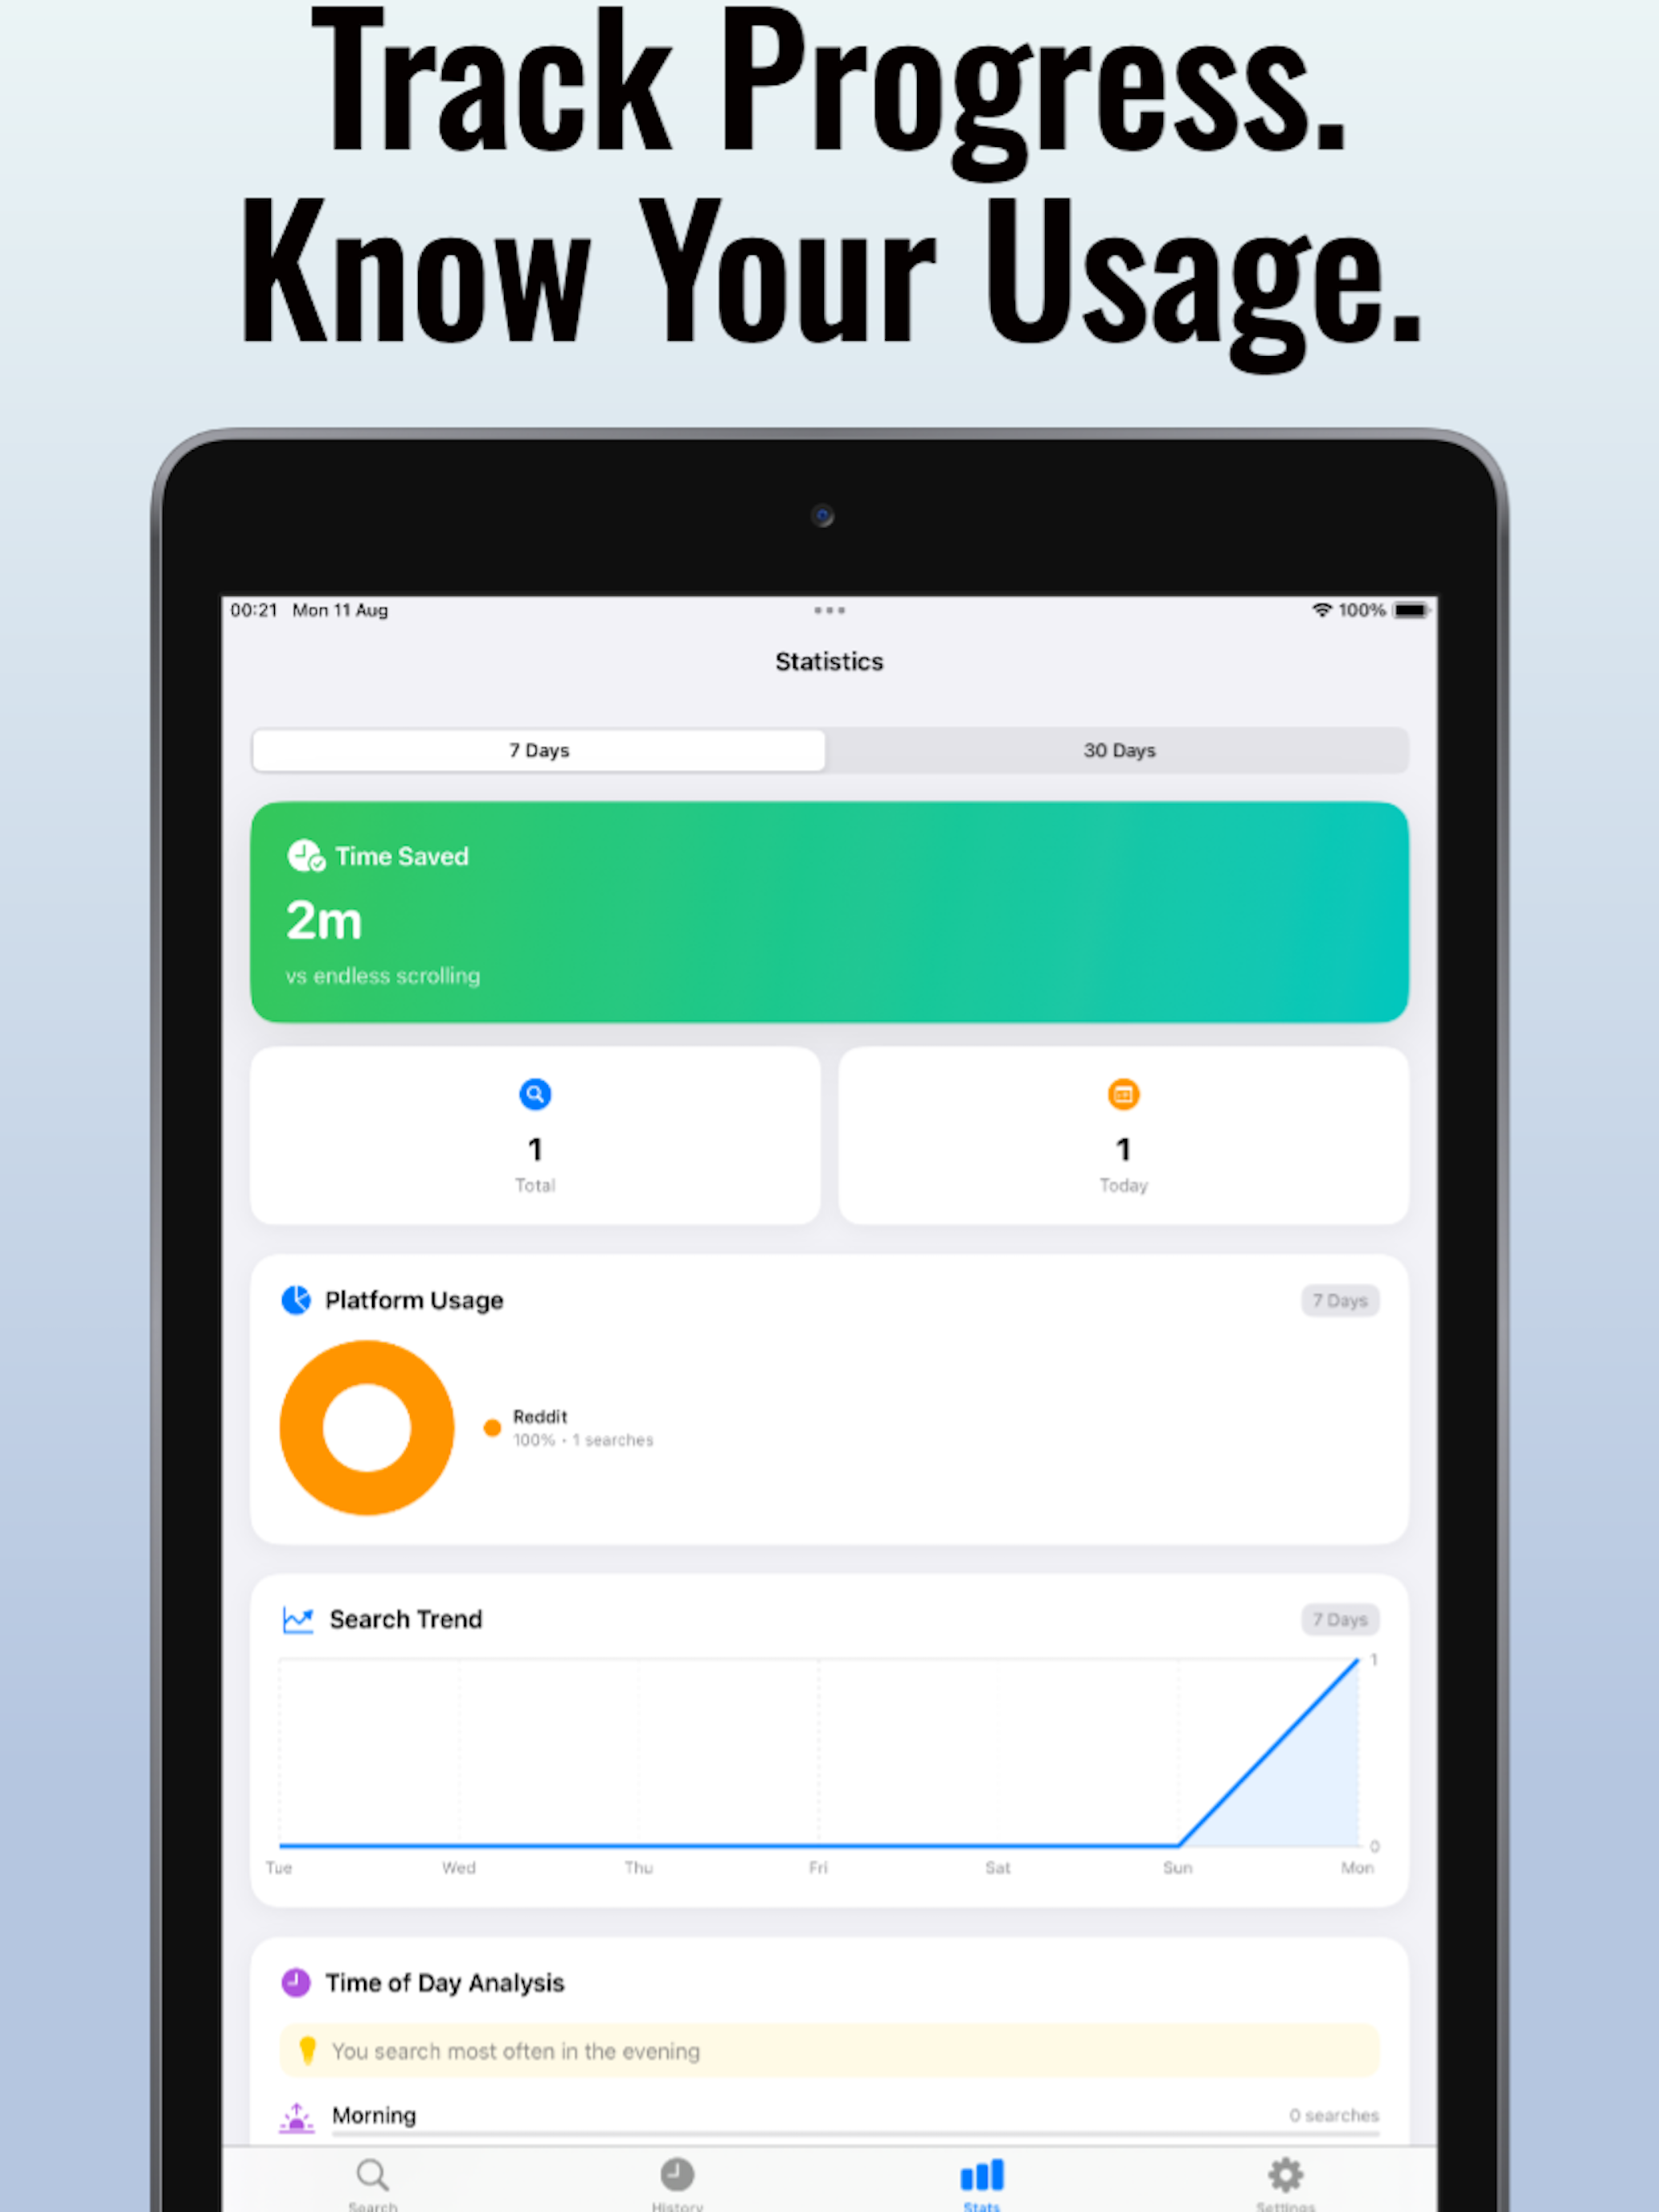 Track Progress.
Know Your Usage.
00:21 Mon 11 Aug
100%
Statistics
7 Days
30 Days
Time Saved
2m
vs endless scrolling
1
Total
1
Today
Platform Usage
7 Days
Reddit
100% • 1 searches
Search Trend
7 Days
1
0
Tue Wed Thu Fri Sat Sun Mon
Time of Day Analysis
You search most often in the evening
Morning
0 searches
Search
History
Stats
Settings